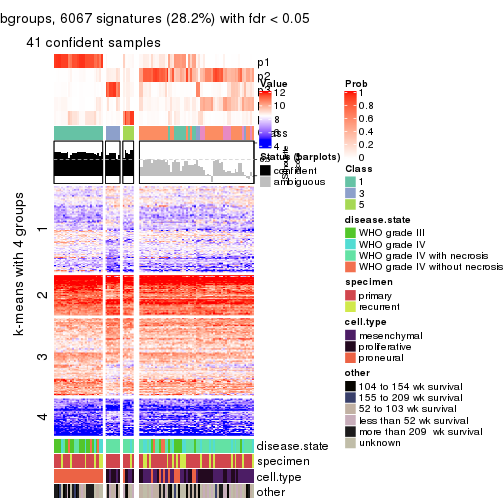 bgroups, 6067 signatures (28.2%) with fdr < 0.05
41 confident samples
p1
p2
Value
12
10
8
6
4
Prob
1
0.8
0.6
0.4
0.2
0
Status (barplots)
confident
ambiguous
Class
1
3
5
disease.state
WHO grade III
WHO grade IV
WHO grade IV with necrosis
WHO grade IV without necrosis
specimen
primary
recurrent
cell.type
mesenchymal
proliferative
proneural
other
104 to 154 wk survival
155 to 209 wk survival
52 to 103 wk survival
less than 52 wk survival
more than 209 wk survival
unknown
k-means with 4 groups
1
2
3
4
disease.state
specimen
cell.type
other